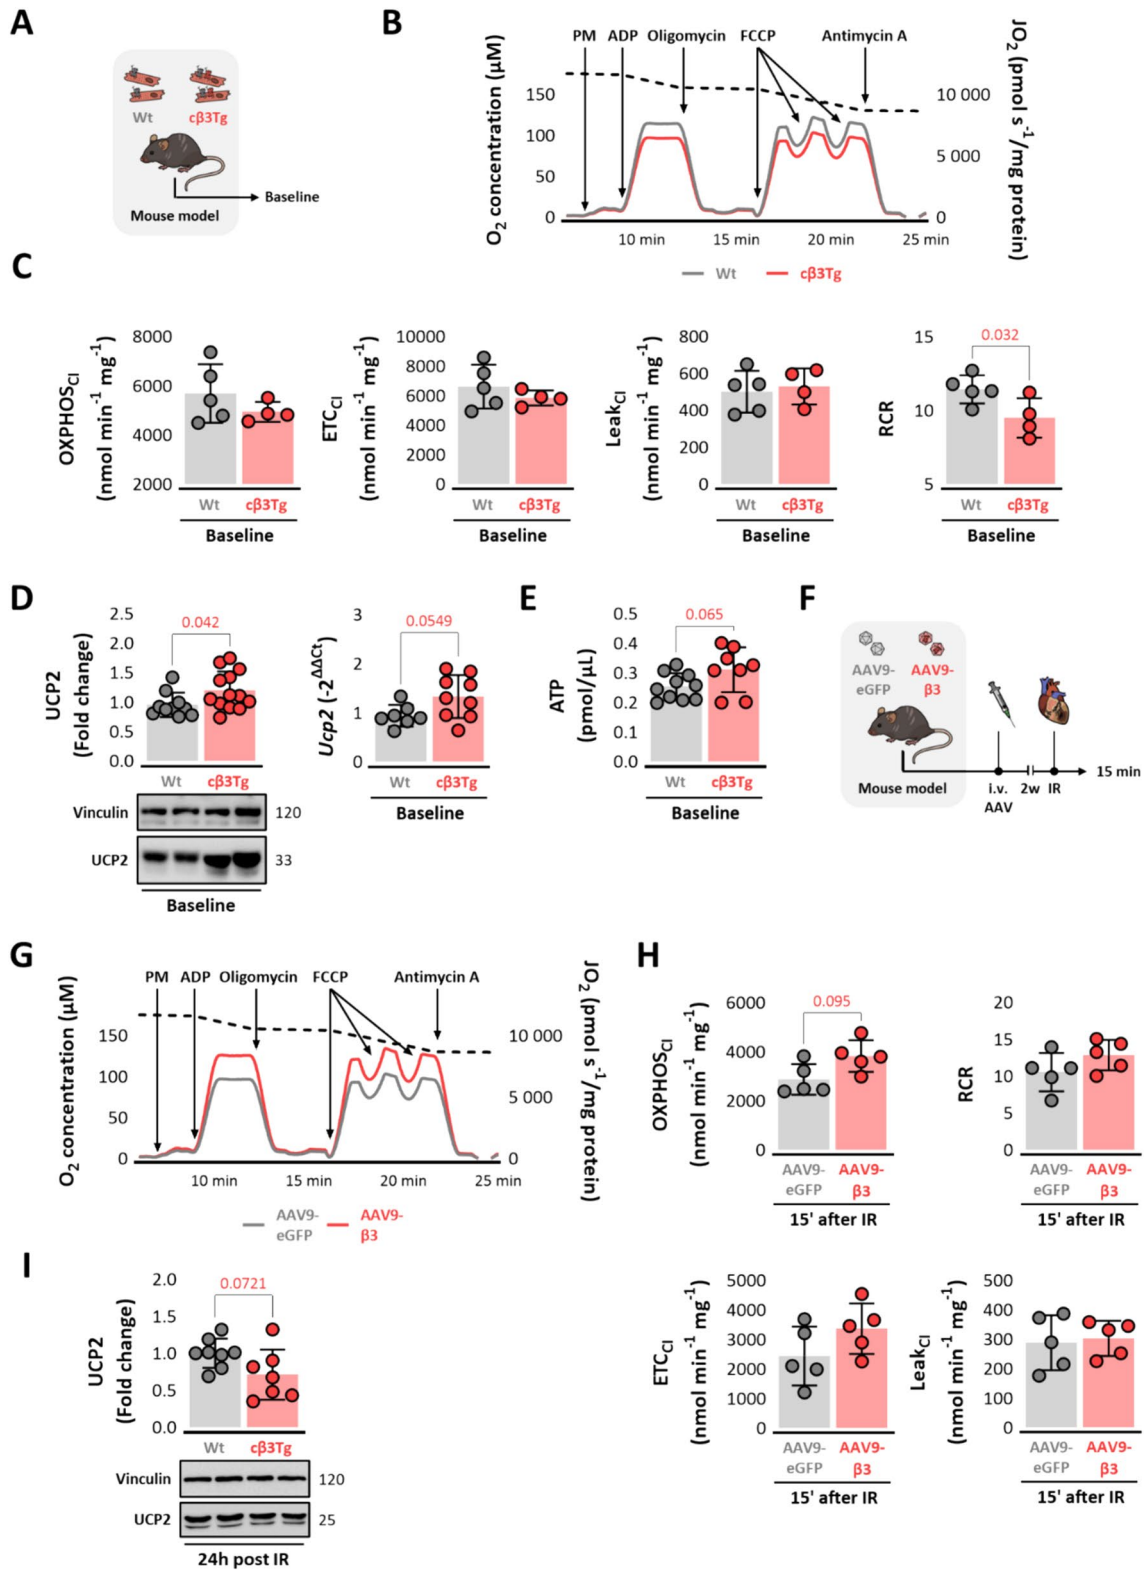 A
Wt
cβ3Tg
Baseline
Mouse model
B
PM ADP Oligomycin FCCP Antimycin A
O2 concentration (μM)
150
100
50
0
10 000
5 000
0
JO2 (pmol s-1/mg protein)
10 min 15 min 20 min 25 min
Wt cβ3Tg
C
OXPHOSCI
(nmol min-1 mg-1)
8000
6000
4000
2000
Wt cβ3Tg
Baseline
ETCCI
(nmol min-1 mg-1)
10000
8000
6000
4000
2000
0
Wt cβ3Tg
Baseline
LeakCI
(nmol min-1 mg-1)
800
600
400
200
0
Wt cβ3Tg
Baseline
RCR
15
10
5
0.032
Wt cβ3Tg
Baseline
D
UCP2
(Fold change)
2.5
2.0
1.5
1.0
0.5
0.0
0.042
Wt cβ3Tg
Vinculin 120
UCP2 33
Baseline
Ucp2 (-2ΔΔCt)
3
2
1
0
0.0549
Wt cβ3Tg
Baseline
E
ATP
(pmol/μL)
0.5
0.4
0.3
0.2
0.1
0.0
0.065
Wt cβ3Tg
Baseline
F
AAV9-
eGFP
AAV9-
β3
Mouse model
i.v.
AAV
2w IR
15 min
G
PM ADP Oligomycin FCCP Antimycin A
O2 concentration (μM)
150
100
50
0
10 000
5 000
0
JO2 (pmol s-1/mg protein)
10 min 15 min 20 min 25 min
AAV9-
eGFP
AAV9-
β3
H
OXPHOSCI
(nmol min-1 mg-1)
6000
4000
2000
0
0.095
AAV9-
eGFP
AAV9-
β3
15' after IR
RCR
20
15
10
5
0
AAV9-
eGFP
AAV9-
β3
15' after IR
ETCCI
(nmol min-1 mg-1)
5000
4000
3000
2000
1000
0
AAV9-
eGFP
AAV9-
β3
15' after IR
LeakCI
(nmol min-1 mg-1)
500
400
300
200
100
0
AAV9-
eGFP
AAV9-
β3
15' after IR
I
UCP2
(Fold change)
2.0
1.5
1.0
0.5
0.0
0.0721
Wt cβ3Tg
Vinculin 120
UCP2 25
24h post IR